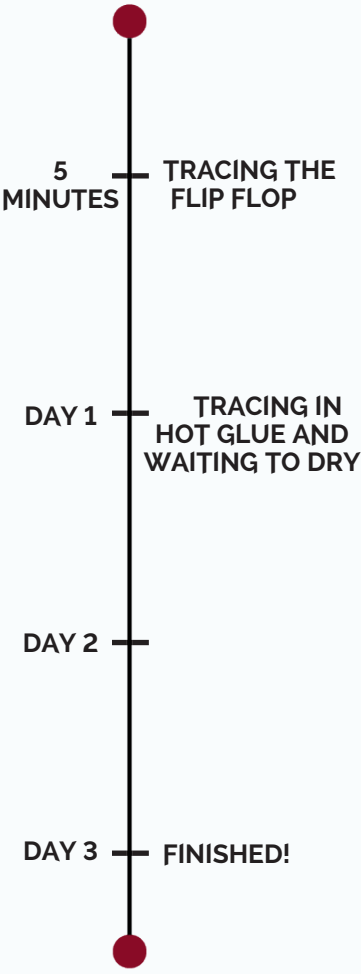 5
MINUTES
TRACING THE
FLIP FLOP
DAY 1
TRACING IN
HOT GLUE AND
WAITING TO DRY
DAY 2
DAY 3
FINISHED!